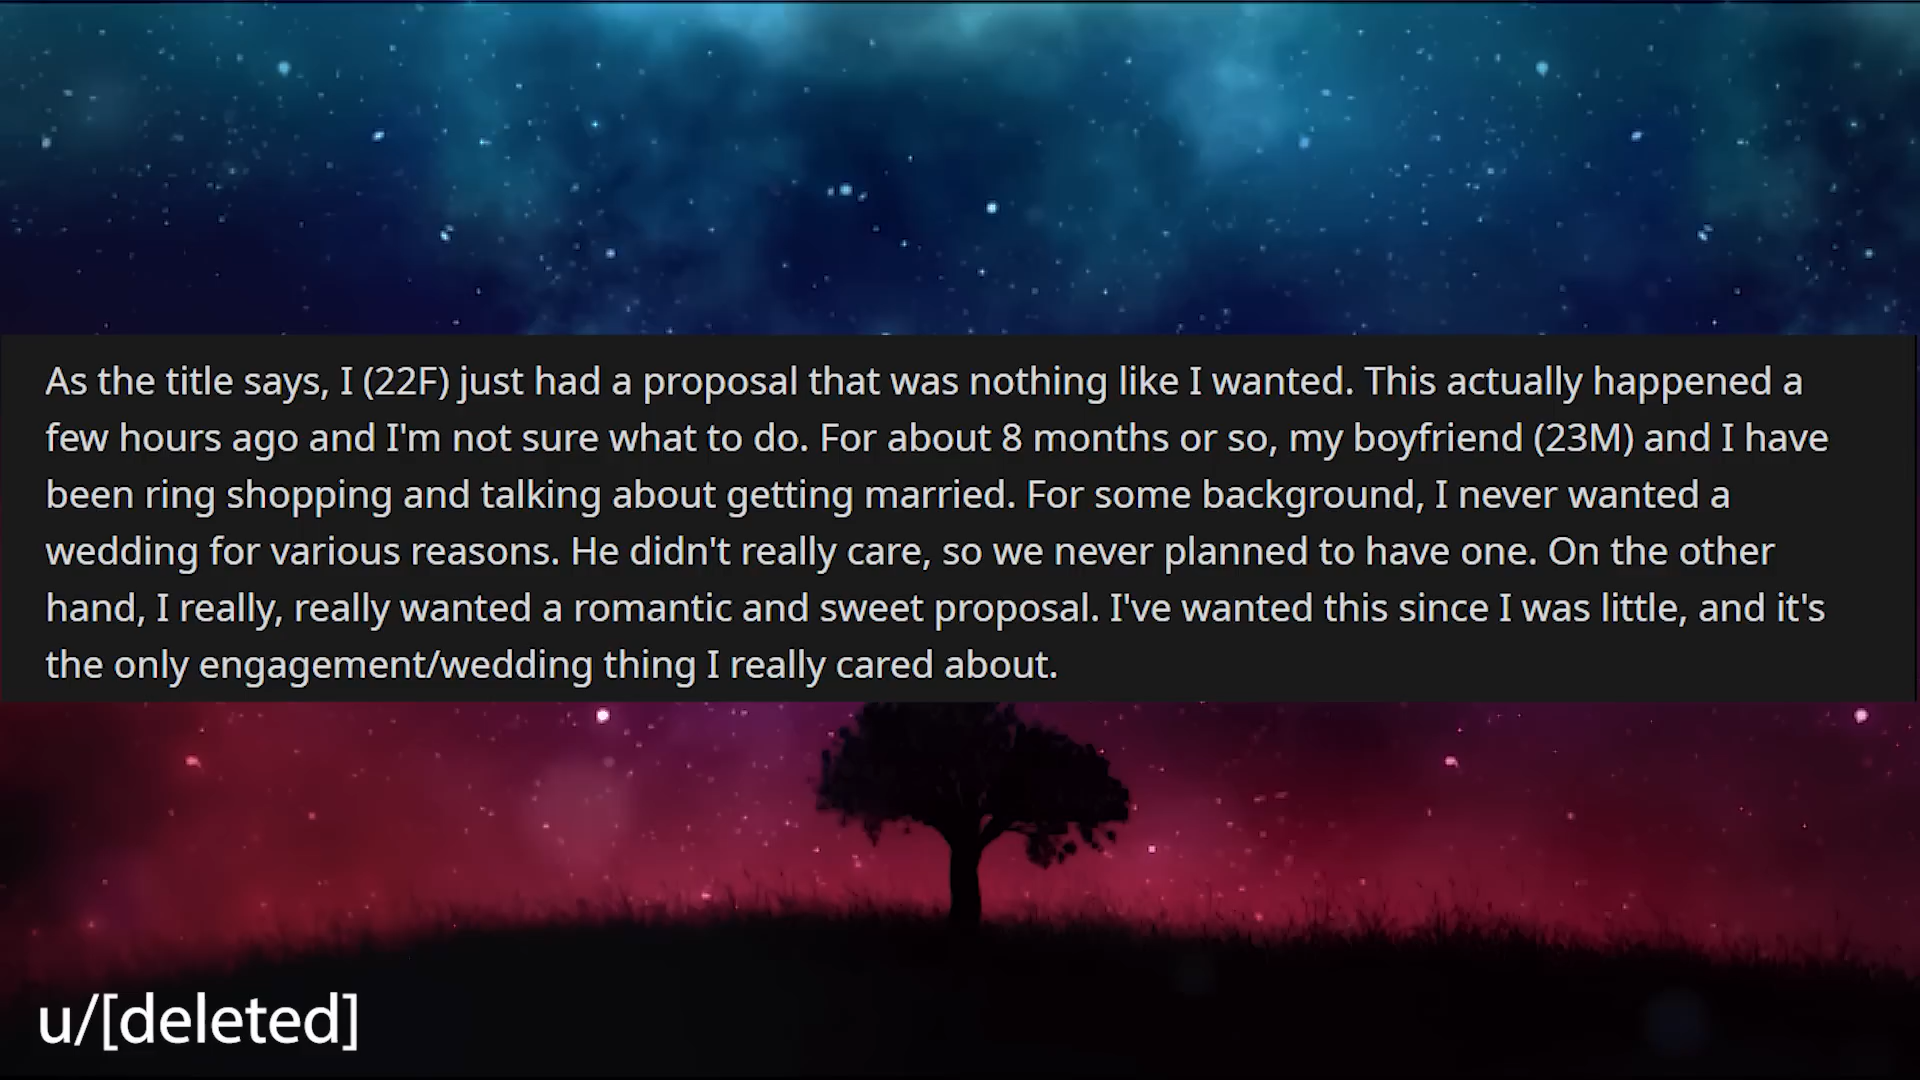 As the title says, I (22F) just had a proposal that was nothing like I wanted. This actually happened a
few hours ago and I'm not sure what to do. For about 8 months or so, my boyfriend (23M) and I have
been ring shopping and talking about getting married. For some background, I never wanted a
wedding for various reasons. He didn't really care, so we never planned to have one. On the other
hand, I really, really wanted a romantic and sweet proposal. I've wanted this since I was little, and it's
the only engagement/wedding thing I really cared about.
u/[deleted]